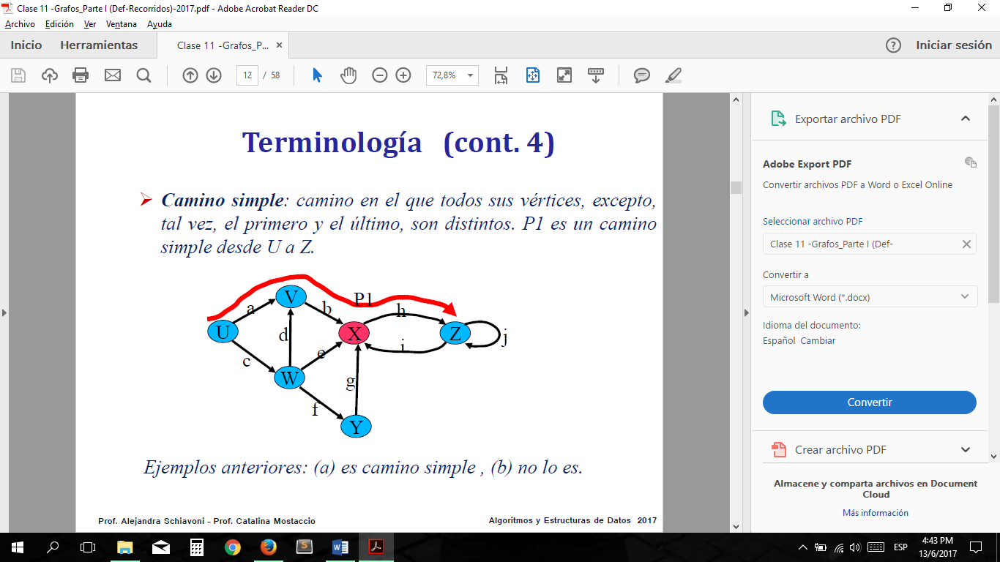 Clase 11 -Grafos_Parte I (Def-Recorridos)-2017.pdf - Adobe Acrobat Reader DC
Archivo Edición Ver Ventana Ayuda
Inicio Herramientas Clase 11 -Grafos_P... × Iniciar sesión
12 / 58 72,8%
Terminología (cont. 4)
Camino simple: camino en el que todos sus vértices, excepto,
tal vez, el primero y el último, son distintos. P1 es un camino
simple desde U a Z.
P1
V
a b h
U d X Z j
i
c e
W g
f
Y
Ejemplos anteriores: (a) es camino simple , (b) no lo es.
Prof. Alejandra Schiavoni - Prof. Catalina Mostaccio
Algoritmos y Estructuras de Datos 2017
Exportar archivo PDF
Adobe Export PDF
Convertir archivos PDF a Word o Excel Online
Seleccionar archivo PDF
Clase 11 -Grafos_Parte I (Def-
Convertir a
Microsoft Word (*.docx)
Idioma del documento:
Español Cambiar
Convertir
Crear archivo PDF
Almacene y comparta archivos en Document
Cloud
Más información
ESP
4:43 PM
13/6/2017